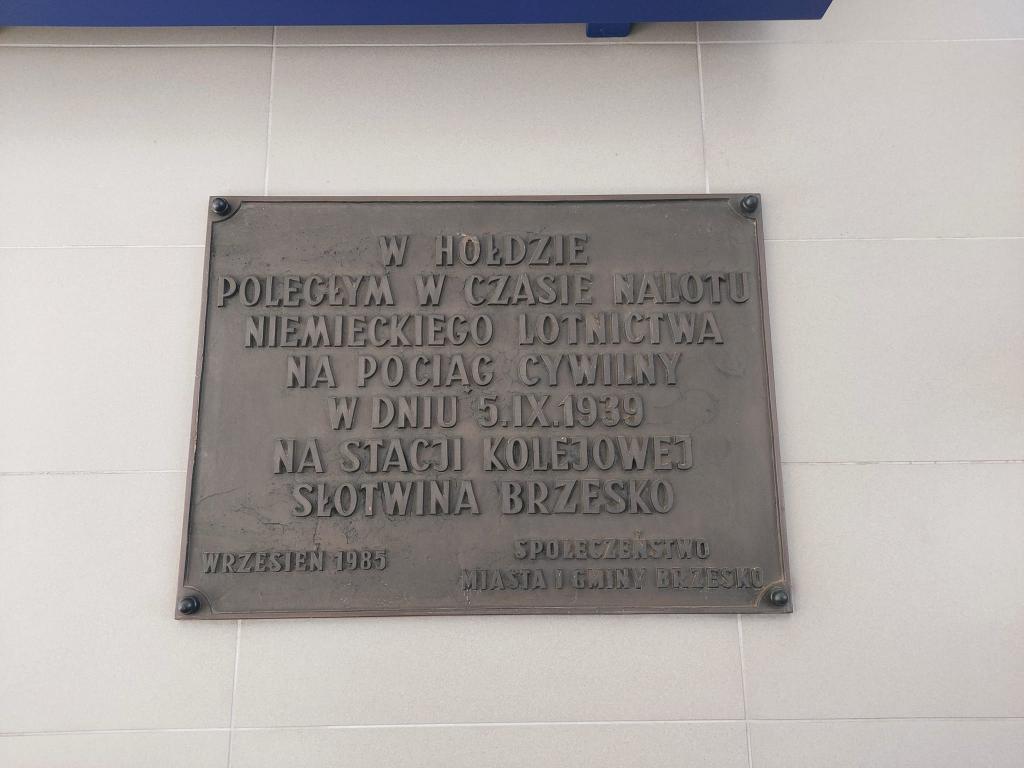 W HOŁDZIE
POLEGŁYM W CZASIE NALOTU
NIEMIECKIEGO LOTNICTWA
NA POCIĄG CYWILNY
W DNIU 5.IX.1939
NA STACJI KOLEJOWEJ
SŁOTWINA BRZESKO
WRZESIEŃ 1985
SPOŁECZEŃSTWO
MIASTA I GMINY BRZESKO